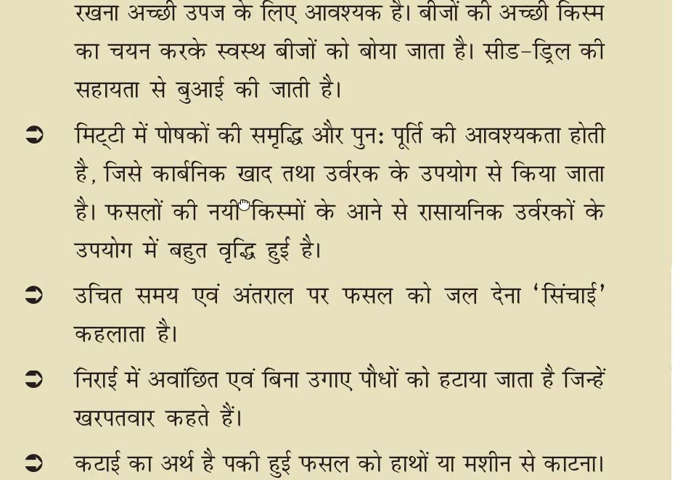 रखना अच्छी उपज के लिए आवश्यक है। बीजों की अच्छी किस्म
का चयन करके स्वस्थ बीजों को बोया जाता है। सीड-ड्रिल की
सहायता से बुआई की जाती है।
➲ मिट्टी में पोषकों की समृद्धि और पुन: पूर्ति की आवश्यकता होती
है, जिसे कार्बनिक खाद तथा उर्वरक के उपयोग से किया जाता
है। फसलों की नयी किस्मों के आने से रासायनिक उर्वरकों के
उपयोग में बहुत वृद्धि हुई है।
➲ उचित समय एवं अंतराल पर फसल को जल देना ‘सिंचाई’
कहलाता है।
➲ निराई में अवांछित एवं बिना उगाए पौधों को हटाया जाता है जिन्हें
खरपतवार कहते हैं।
➲ कटाई का अर्थ है पकी हुई फसल को हाथों या मशीन से काटना।